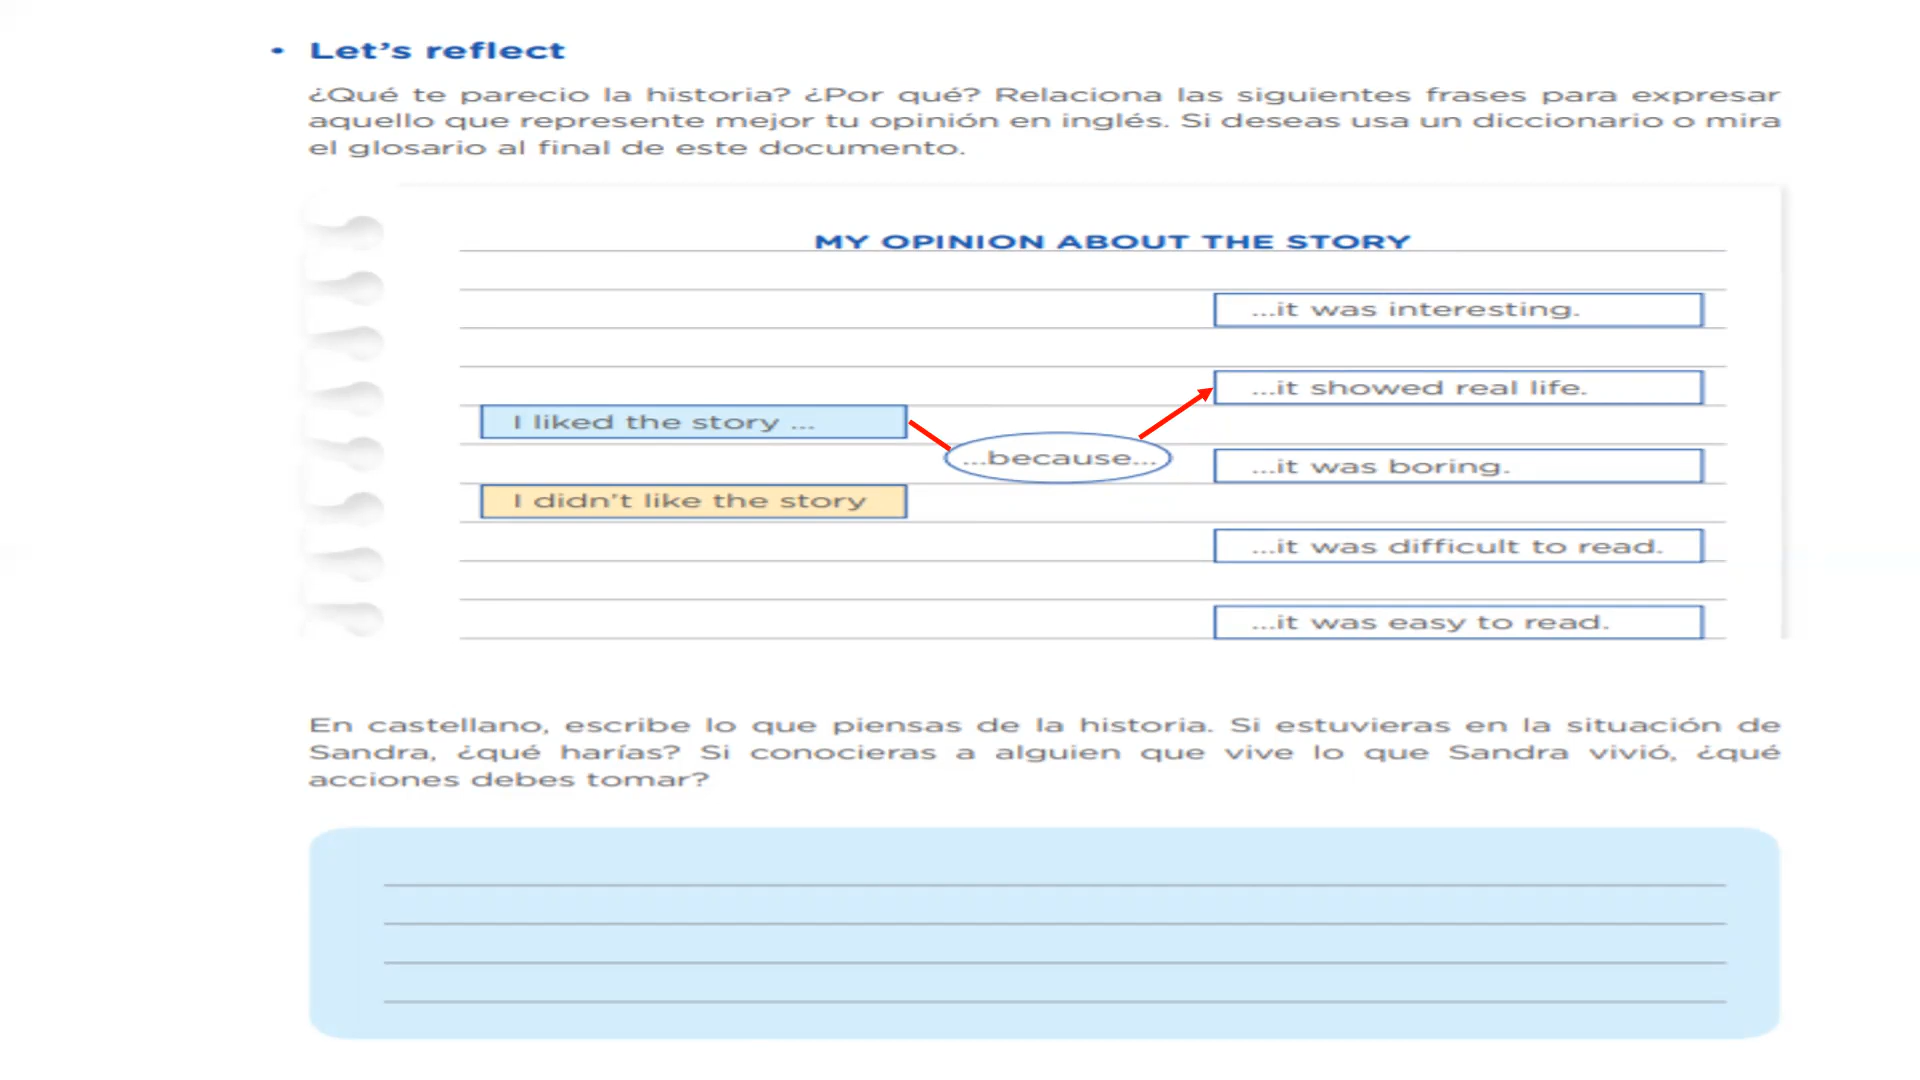 • Let's reflect
¿Qué te parecio la historia? ¿Por qué? Relaciona las siguientes frases para expresar
aquello que represente mejor tu opinión en inglés. Si deseas usa un diccionario o mira
el glosario al final de este documento.
MY OPINION ABOUT THE STORY
...it was interesting.
...it showed real life.
I liked the story ...
...because...
...it was boring.
I didn't like the story
...it was difficult to read.
...it was easy to read.
En castellano, escribe lo que piensas de la historia. Si estuvieras en la situación de
Sandra, ¿qué harías? Si conocieras a alguien que vive lo que Sandra vivió, ¿qué
acciones debes tomar?